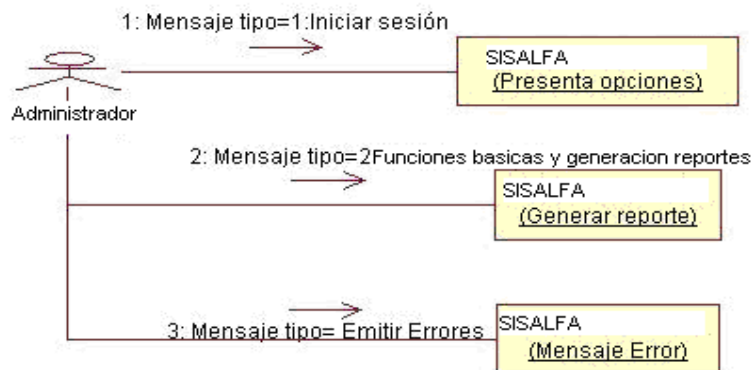 1: Mensaje tipo=1:Iniciar sesión
SISALFA
(Presenta opciones)
Administrador
2: Mensaje tipo=2Funciones basicas y generacion reportes
SISALFA
(Generar reporte)
3: Mensaje tipo= Emitir Errores
SISALFA
(Mensaje Error)